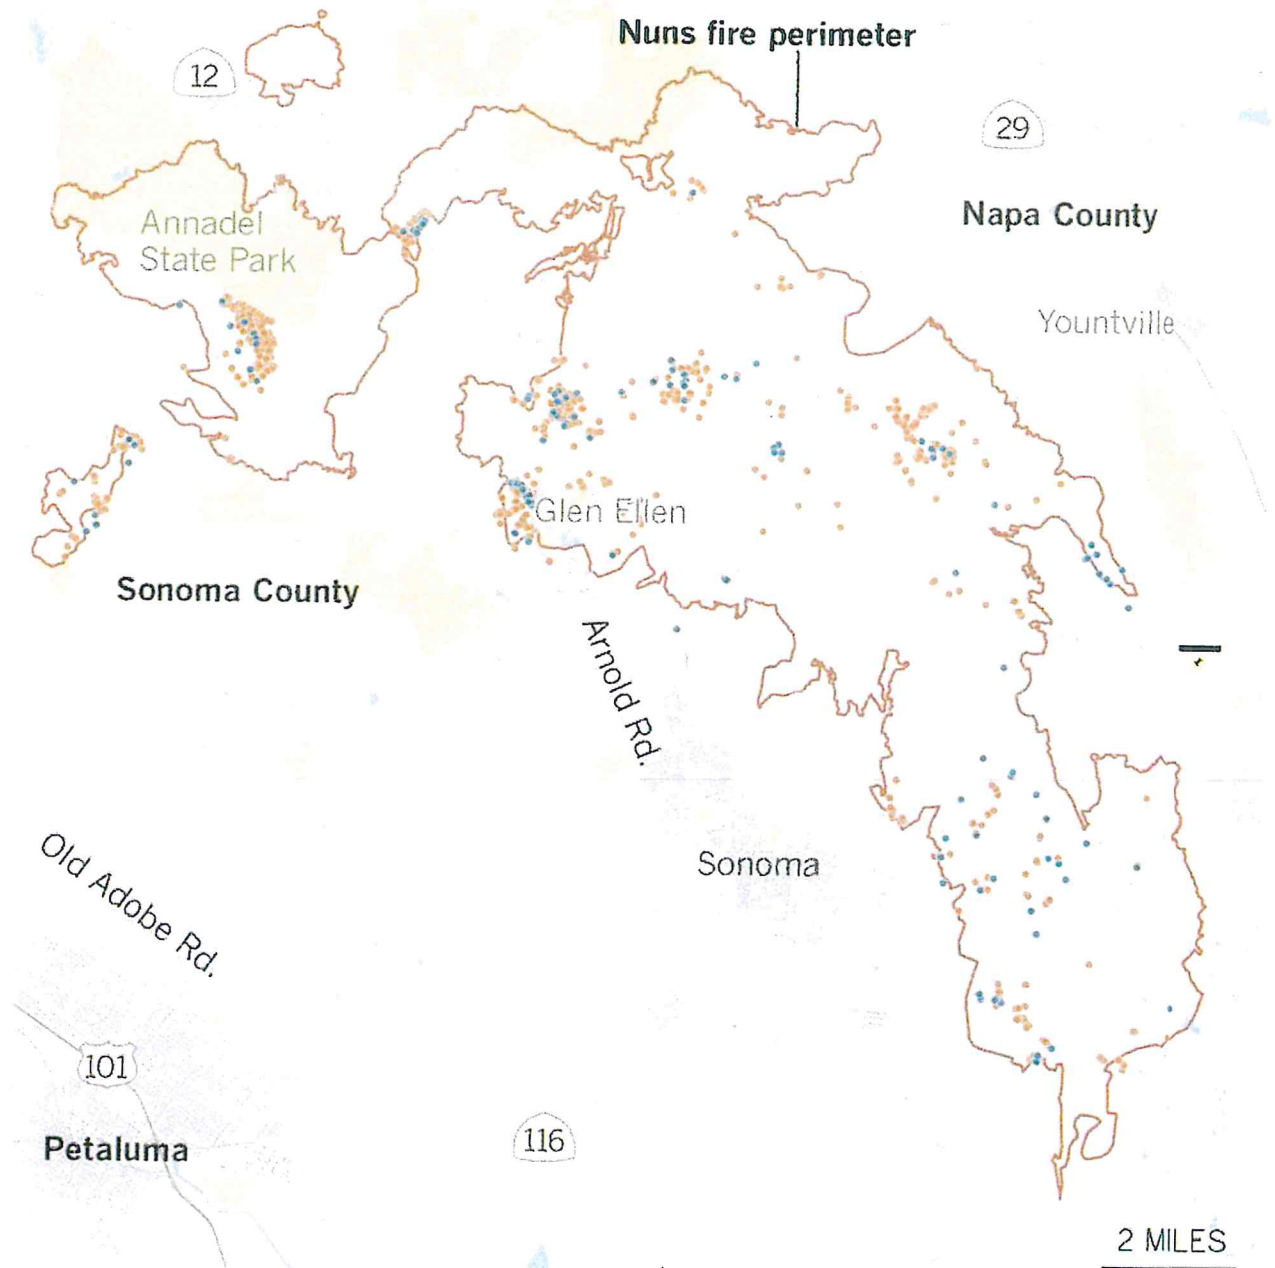 Nuns fire perimeter
12
29
Annadel
State Park
Napa County
Yountville
Glen Ellen
Sonoma County
Arnold Rd.
Sonoma
Old Adobe Rd.
101
Petaluma
116
2 MILES